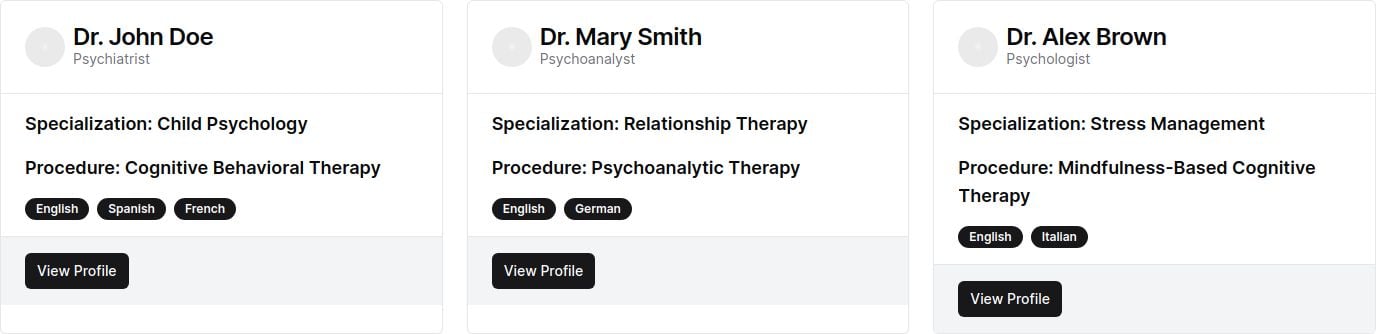 Dr. John Doe
Psychiatrist
Specialization: Child Psychology
Procedure: Cognitive Behavioral Therapy
English Spanish French
View Profile
Dr. Mary Smith
Psychoanalyst
Specialization: Relationship Therapy
Procedure: Psychoanalytic Therapy
English German
View Profile
Dr. Alex Brown
Psychologist
Specialization: Stress Management
Procedure: Mindfulness-Based Cognitive
Therapy
English Italian
View Profile